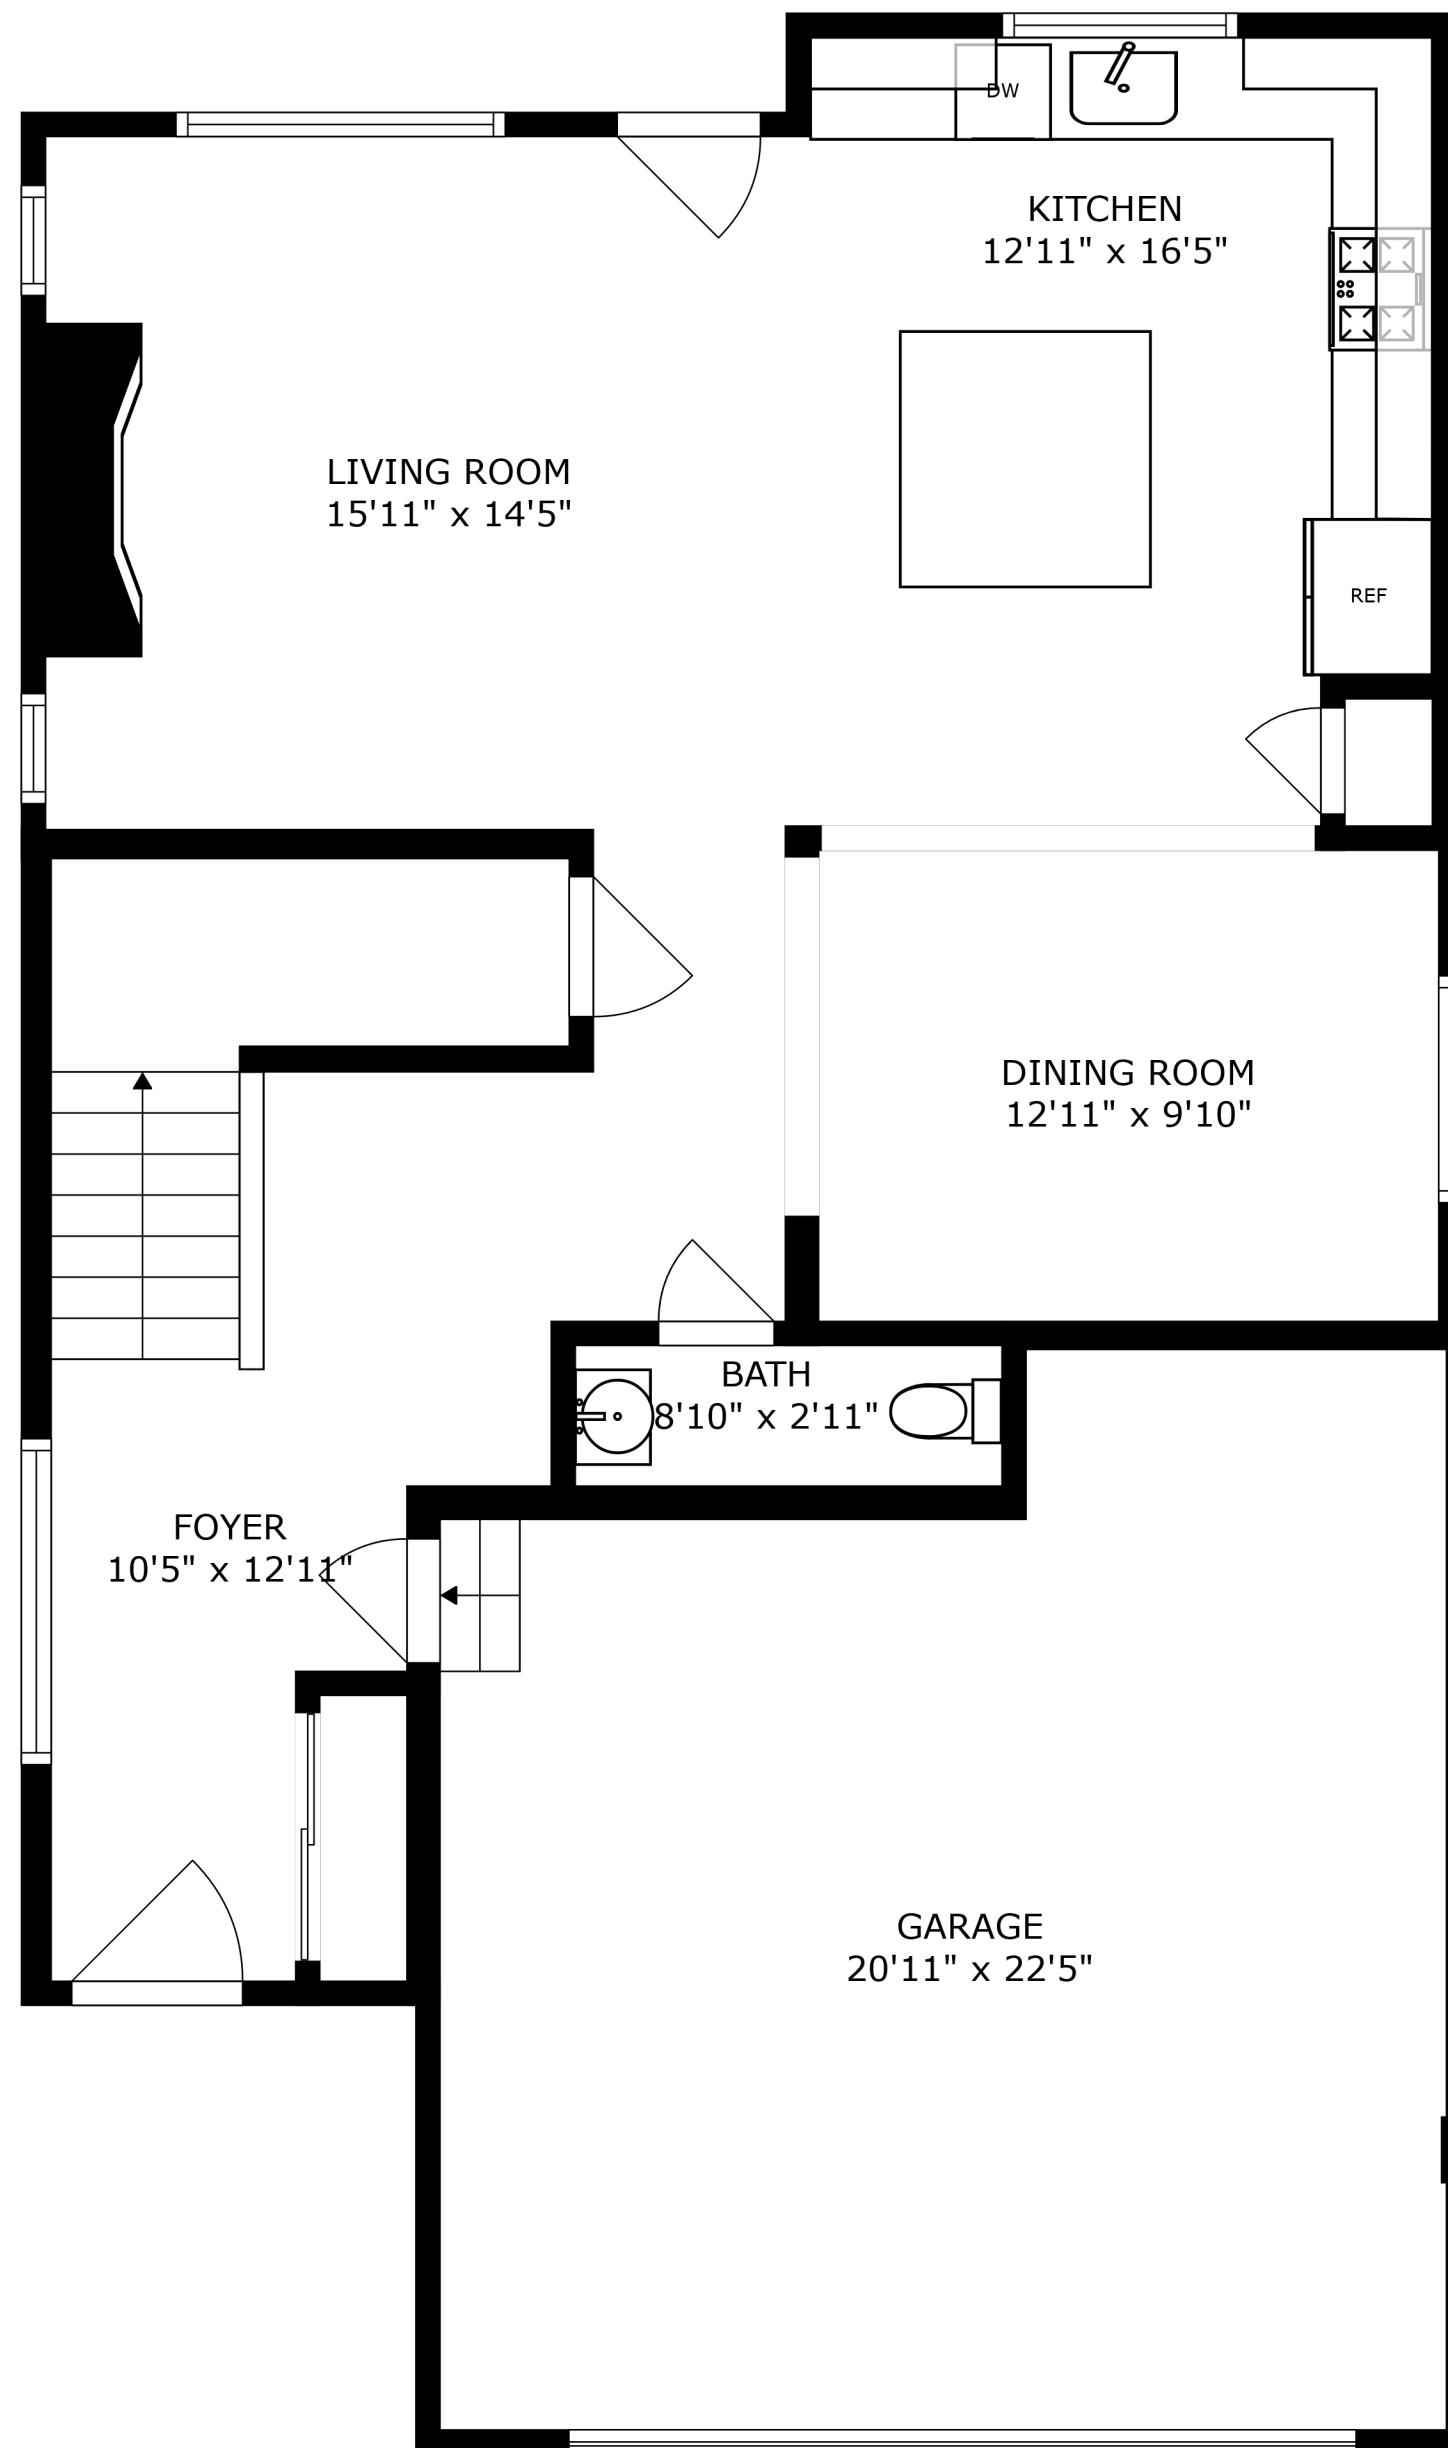 DW
KITCHEN
12'11" x 16'5"
LIVING ROOM
15'11" x 14'5"
REF
DINING ROOM
12'11" x 9'10"
BATH
8'10" x 2'11"
FOYER
10'5" x 12'11"
GARAGE
20'11" x 22'5"